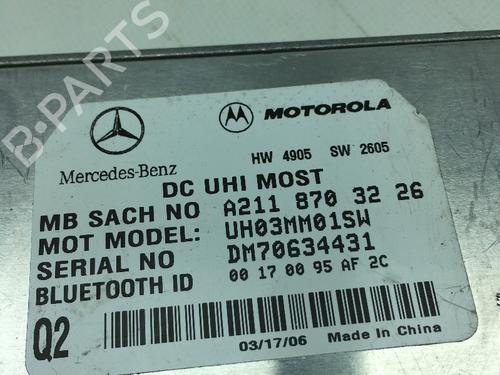 Mercedes-Benz
MOTOROLA
HW 4905 SW 2605
DC UHI MOST
MB SACH NO A211 870 32 26
MOT MODEL: UH03MM01SW
SERIAL NO DM70634431
BLUETOOTH ID 00 17 00 95 AF 2C
Q2
03/17/06 Made In China
B-PARTS